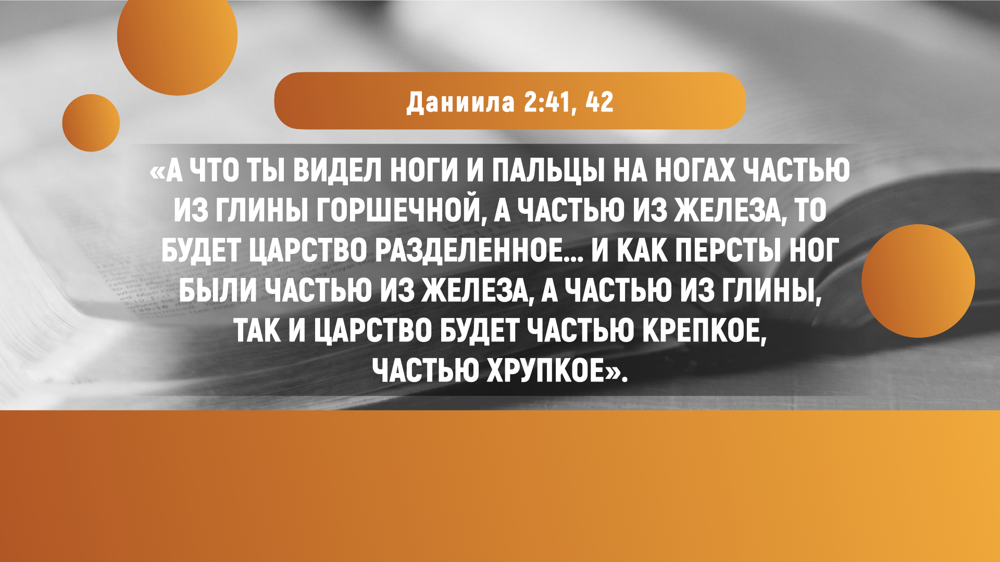 Даниила 2:41, 42
«А ЧТО ТЫ ВИДЕЛ НОГИ И ПАЛЬЦЫ НА НОГАХ ЧАСТЬЮ
ИЗ ГЛИНЫ ГОРШЕЧНОЙ, А ЧАСТЬЮ ИЗ ЖЕЛЕЗА, ТО
БУДЕТ ЦАРСТВО РАЗДЕЛЕННОЕ... И КАК ПЕРСТЫ НОГ
БЫЛИ ЧАСТЬЮ ИЗ ЖЕЛЕЗА, А ЧАСТЬЮ ИЗ ГЛИНЫ,
ТАК И ЦАРСТВО БУДЕТ ЧАСТЬЮ КРЕПКОЕ,
ЧАСТЬЮ ХРУПКОЕ».